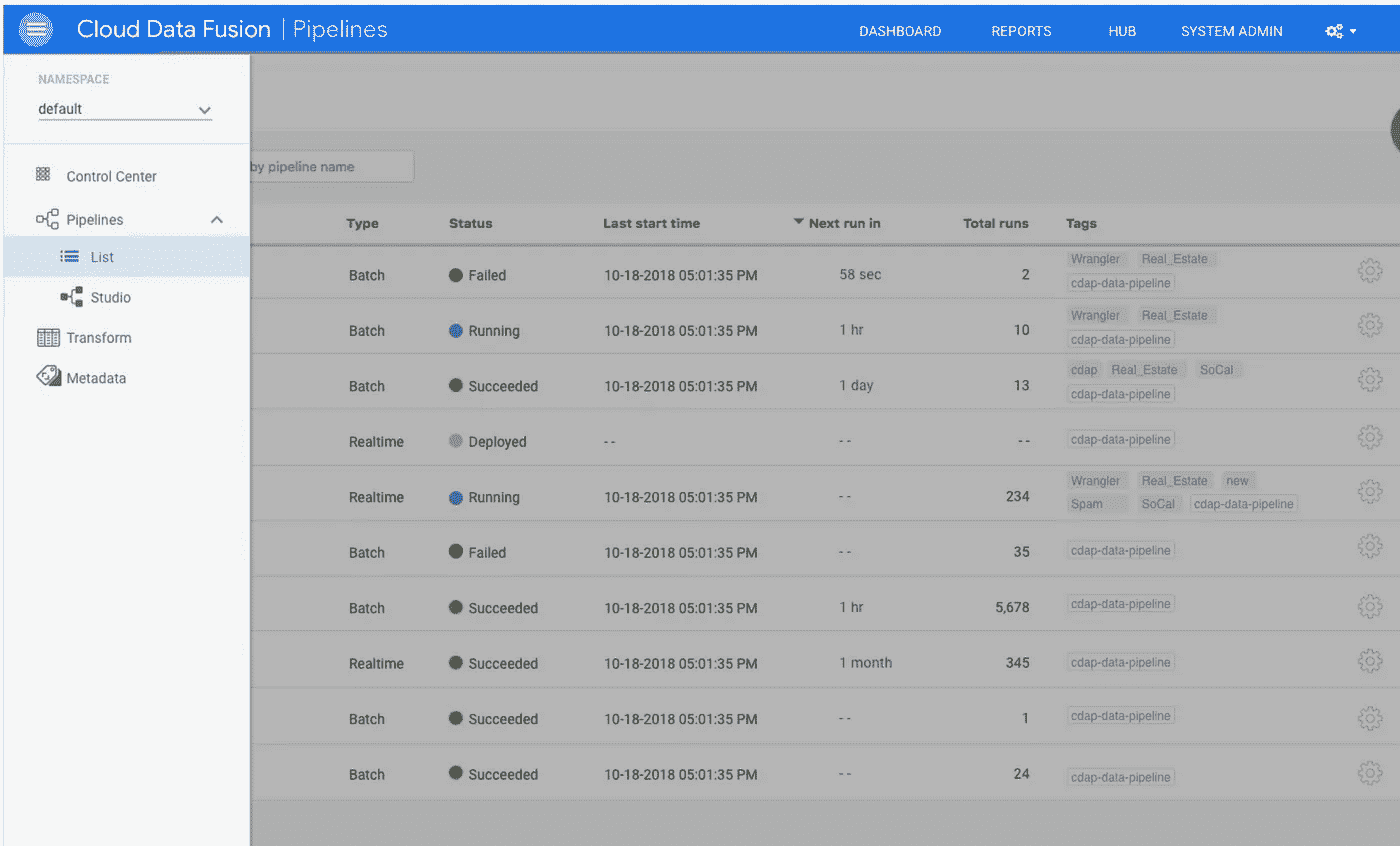 Cloud Data Fusion | Pipelines DASHBOARD REPORTS HUB SYSTEM ADMIN
NAMESPACE
default
Control Center
Pipelines
List
Studio
Transform
Metadata
by pipeline name
Type Status Last start time Next run in Total runs Tags
Batch Failed 10-18-2018 05:01:35 PM 58 sec 2 Wrangler Real_Estate
cdap-data-pipeline
Batch Running 10-18-2018 05:01:35 PM 1 hr 10 Wrangler Real_Estate
cdap-data-pipeline
Batch Succeeded 10-18-2018 05:01:35 PM 1 day 13 cdap Real_Estate SoCal
cdap-data-pipeline
Realtime Deployed -- -- -- cdap-data-pipeline
Realtime Running 10-18-2018 05:01:35 PM -- 234 Wrangler Real_Estate new
Spam SoCal cdap-data-pipeline
Batch Failed 10-18-2018 05:01:35 PM -- 35 cdap-data-pipeline
Batch Succeeded 10-18-2018 05:01:35 PM 1 hr 5,678 cdap-data-pipeline
Realtime Succeeded 10-18-2018 05:01:35 PM 1 month 345 cdap-data-pipeline
Batch Succeeded 10-18-2018 05:01:35 PM -- 1 cdap-data-pipeline
Batch Succeeded 10-18-2018 05:01:35 PM -- 24 cdap-data-pipeline